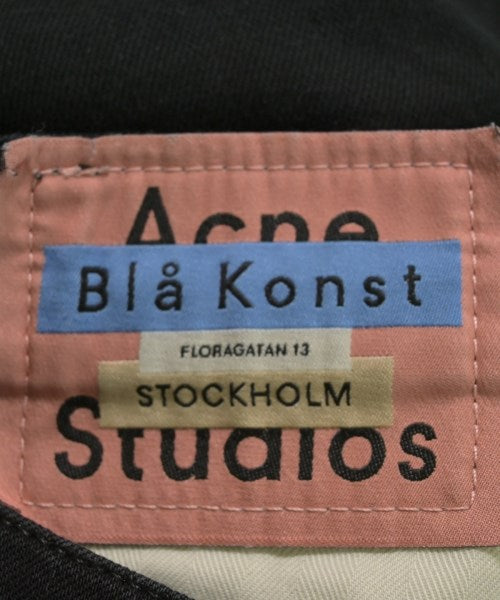 Acne
Blå Konst
FLORAGATAN 13
STOCKHOLM
Studios